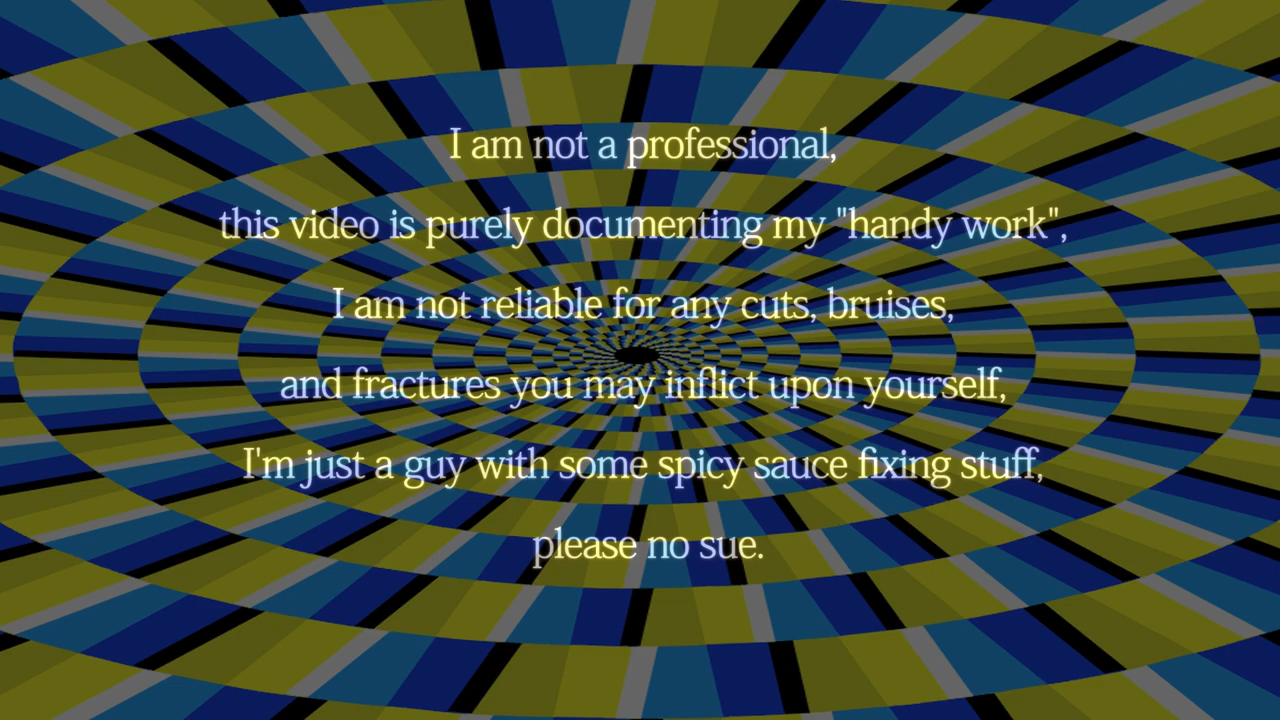 I am not a professional,
this video is purely documenting my "handy work",
I am not reliable for any cuts, bruises,
and fractures you may inflict upon yourself,
I'm just a guy with some spicy sauce fixing stuff,
please no sue.